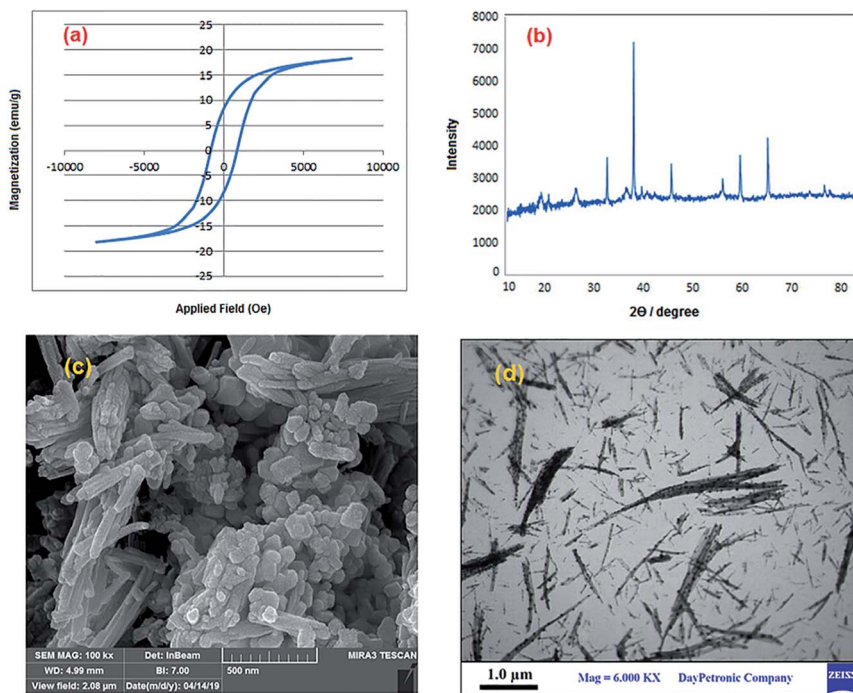 (a)
25
20
15
10
5
0
-10000 -5000 0 5000 10000
-5
-10
-15
-20
-25
Magnetization (emu/g)
Applied Field (Oe)
(b)
8000
7000
6000
5000
4000
3000
2000
1000
0
Intensity
10 20 30 40 50 60 70 80
2Θ / degree
(c)
SEM MAG: 100 kx Det: InBeam MIRA3 TESCAN
WD: 4.99 mm BI: 7.00 500 nm
View field: 2.08 µm Date(m/d/y): 04/14/19
(d)
1.0 µm Mag = 6.000 KX DayPetronic Company ZEISS